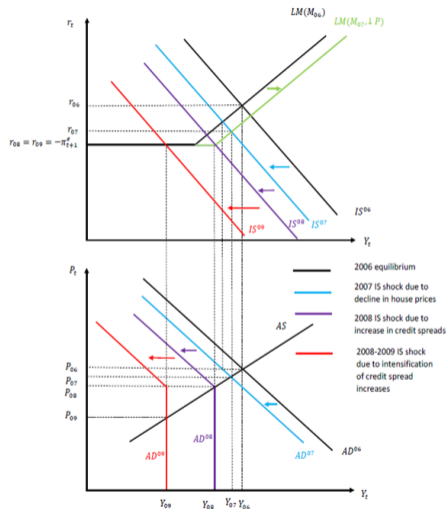 r_t
LM(M_06)
LM(M_07, ↓ P)
r_06
r_07
r_08 = r_09 = −π^e_{t+1}
IS^06
IS^07
IS^08
IS^09
Y_t
P_t
2006 equilibrium
2007 IS shock due to
decline in house prices
2008 IS shock due to
increase in credit spreads
2008-2009 IS shock
due to intensification
of credit spread
increases
AS
P_06
P_07
P_08
P_09
AD^09
AD^08
AD^07
AD^06
Y_09
Y_08
Y_07
Y_06
Y_t